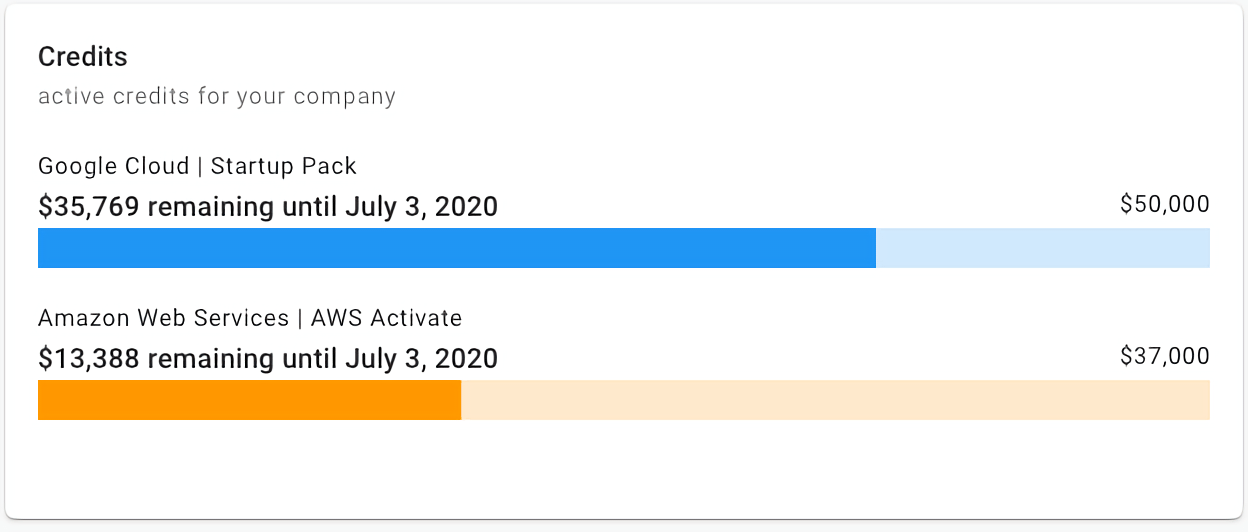 Credits
active credits for your company
Google Cloud | Startup Pack
$35,769 remaining until July 3, 2020
$50,000
Amazon Web Services | AWS Activate
$13,388 remaining until July 3, 2020
$37,000